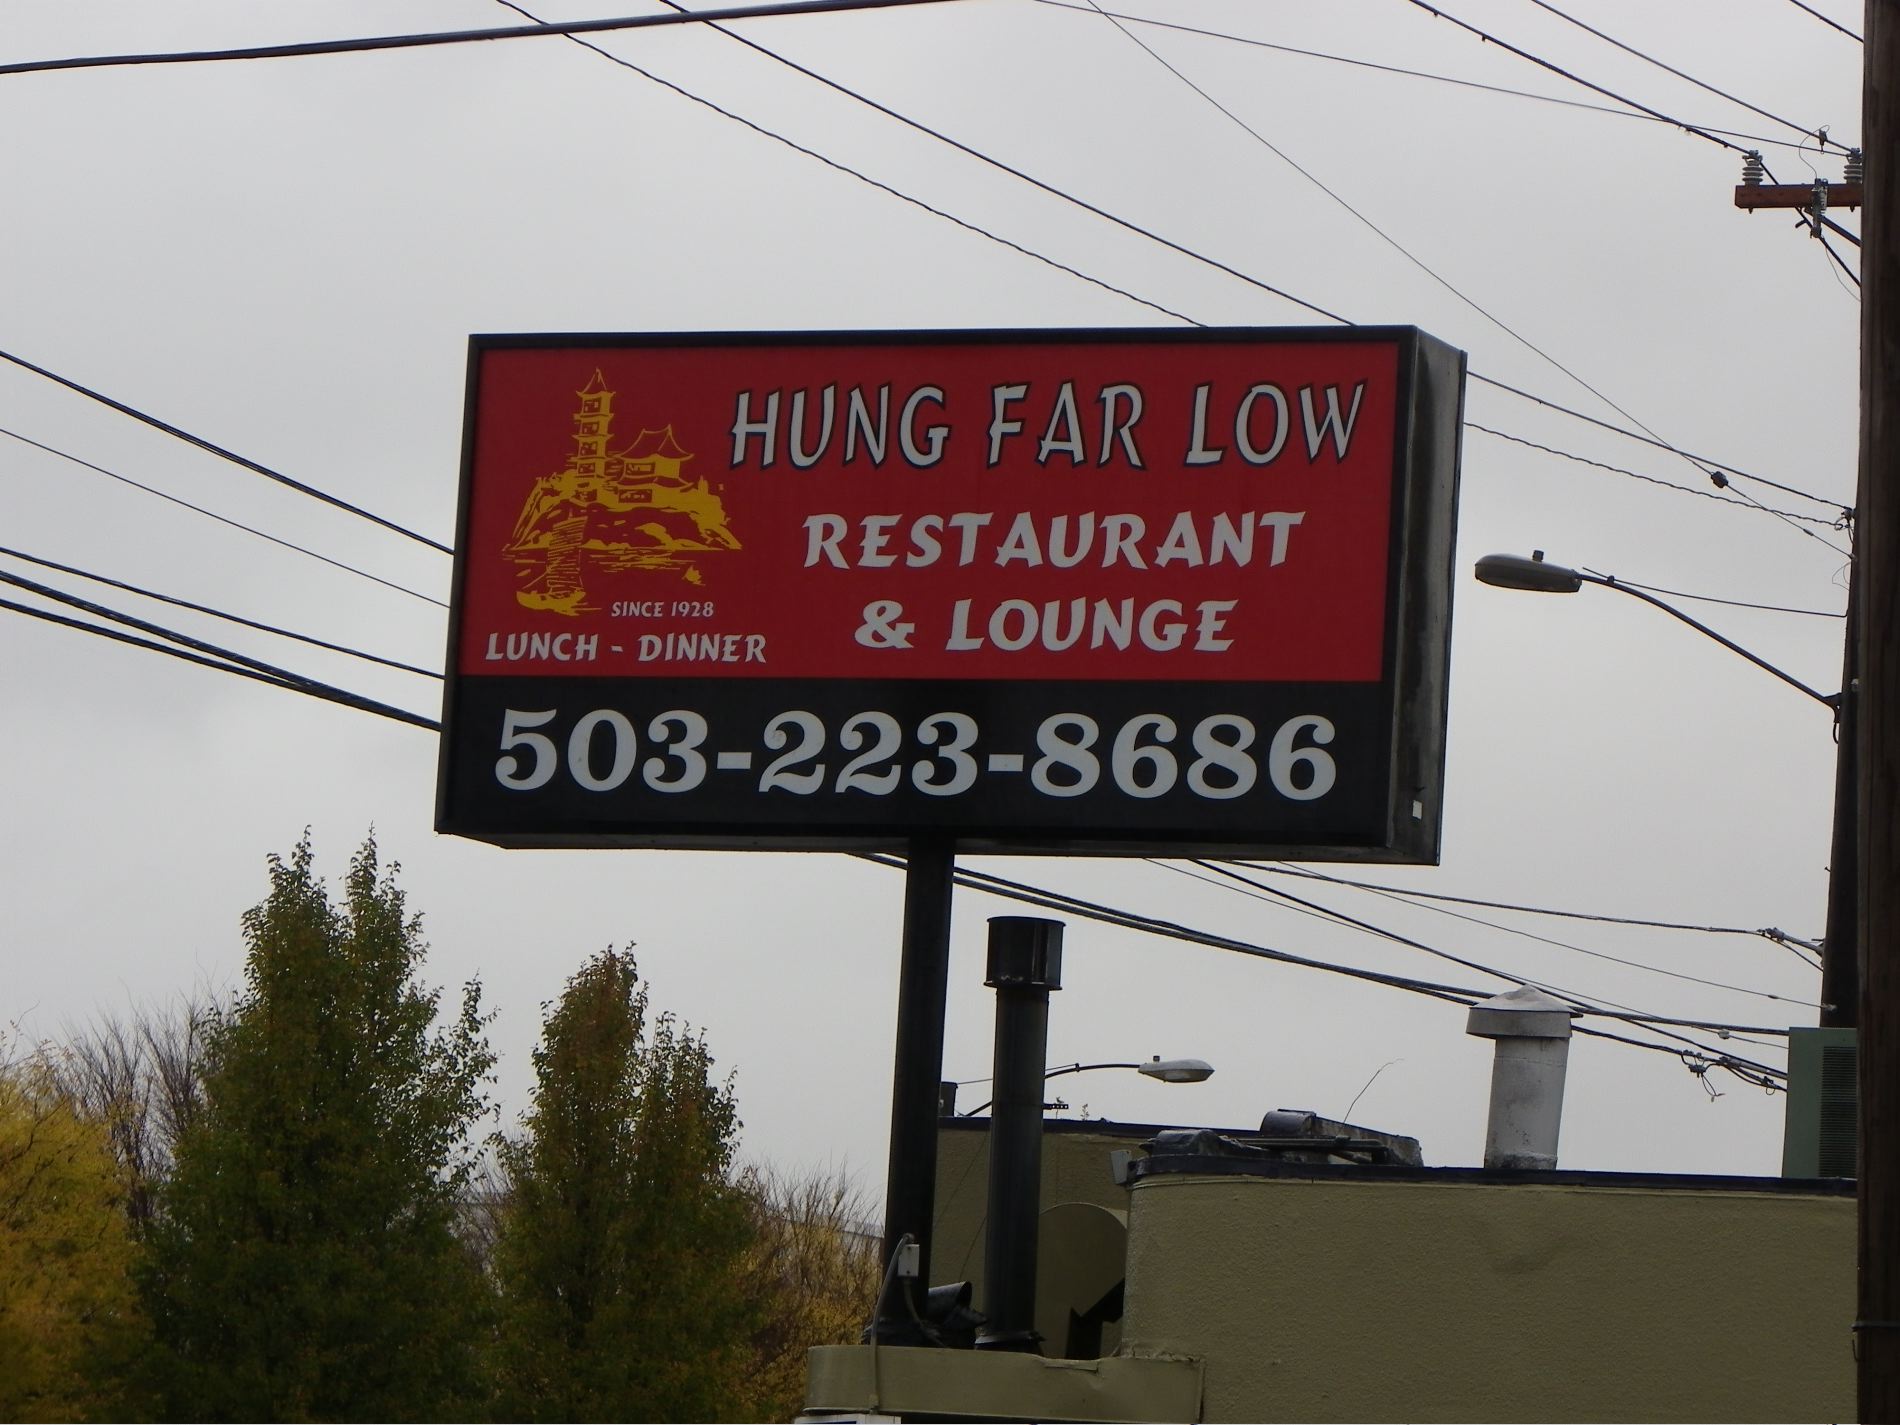 HUNG FAR LOW
RESTAURANT
& LOUNGE
SINCE 1928
LUNCH - DINNER
503-223-8686